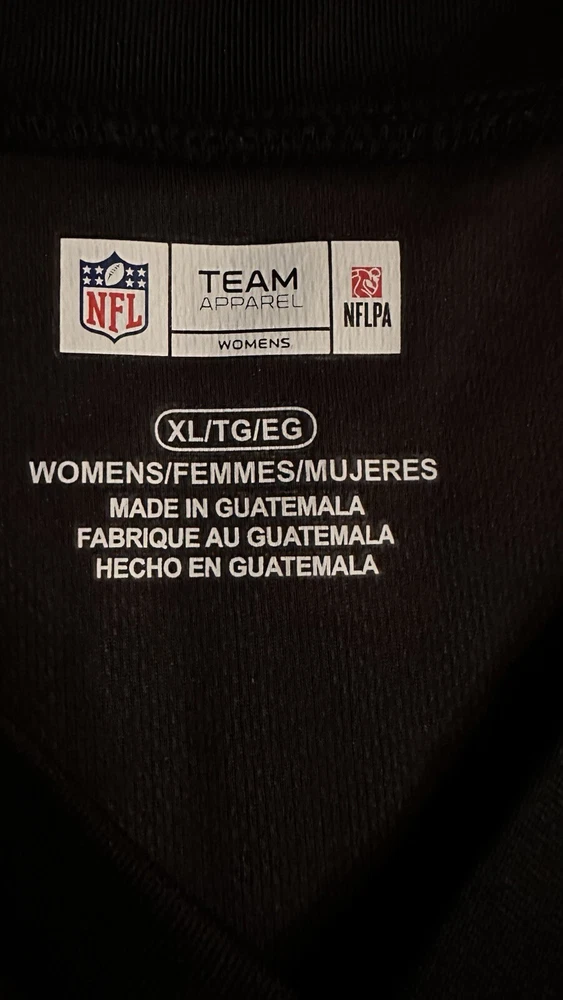 NFL
TEAM
APPAREL
WOMENS
NFLPA
XL/TG/EG
WOMENS/FEMMES/MUJERES
MADE IN GUATEMALA
FABRIQUE AU GUATEMALA
HECHO EN GUATEMALA